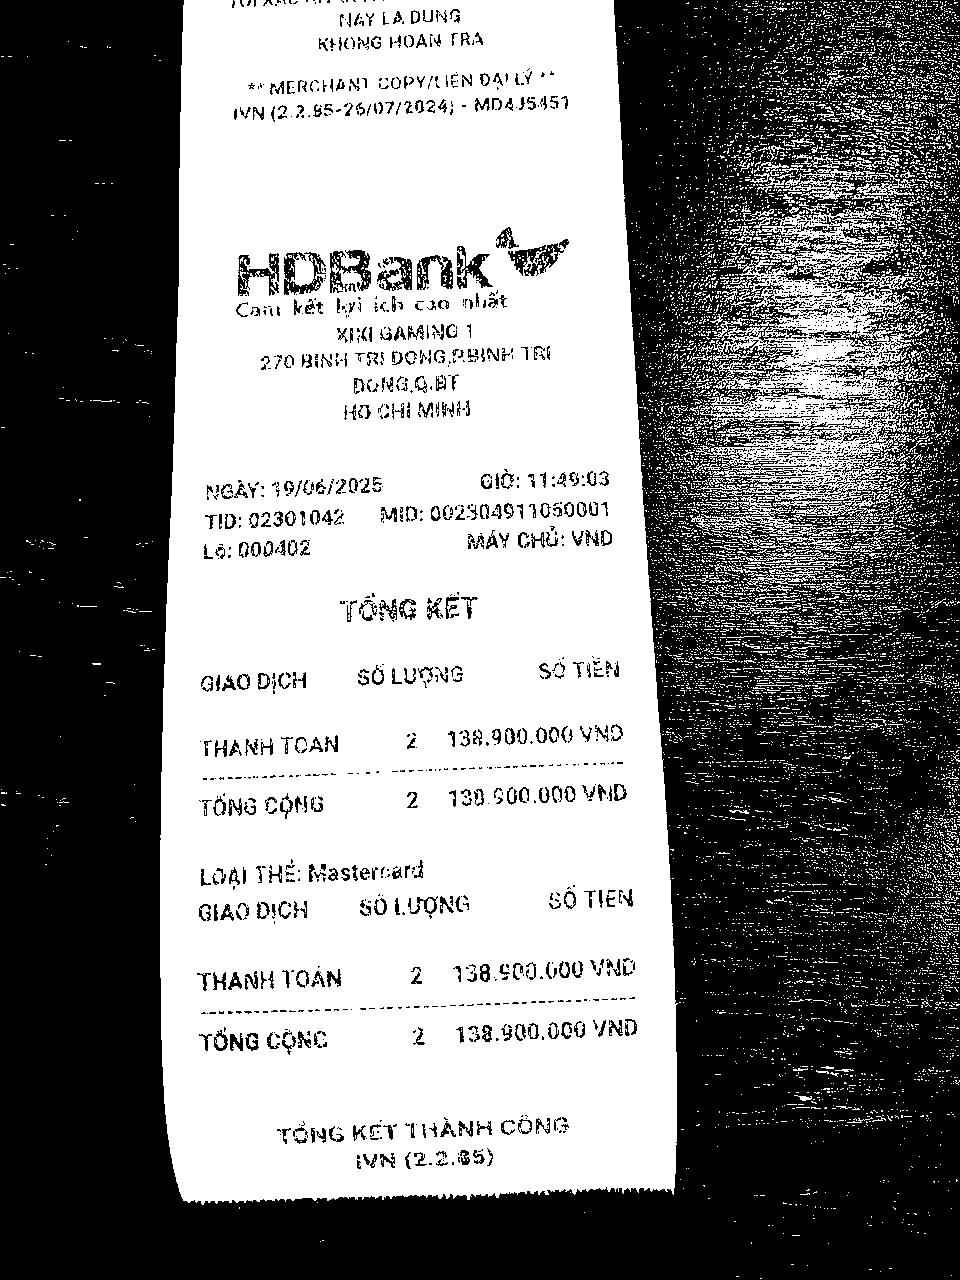 NAY LA DUNG
KHONG HOAN TRA
** MERCHANT COPY/LIÊN ĐẠI LÝ **
IVN (2.2.85-26/07/2024) - MD4J5451
HDBank
Cam kết lợi ích cao nhất
XIXI GAMING 1
270 BINH TRI DONG,P.BINH TRI
DONG,Q.BT
HO CHI MINH
NGÀY: 19/06/2025 GIỜ: 11:49:03
TID: 02301042 MID: 002304911050001
Lô: 000402 MÁY CHỦ: VND
TỔNG KẾT
GIAO DỊCH SỐ LƯỢNG SỐ TIỀN
THANH TOÁN 2 138.900.000 VND
TỔNG CỘNG 2 138.900.000 VND
LOẠI THẺ: Mastercard
GIAO DỊCH SỐ LƯỢNG SỐ TIỀN
THANH TOÁN 2 138.900.000 VND
TỔNG CỘNG 2 138.900.000 VND
TỔNG KẾT THÀNH CÔNG
IVN (2.2.85)